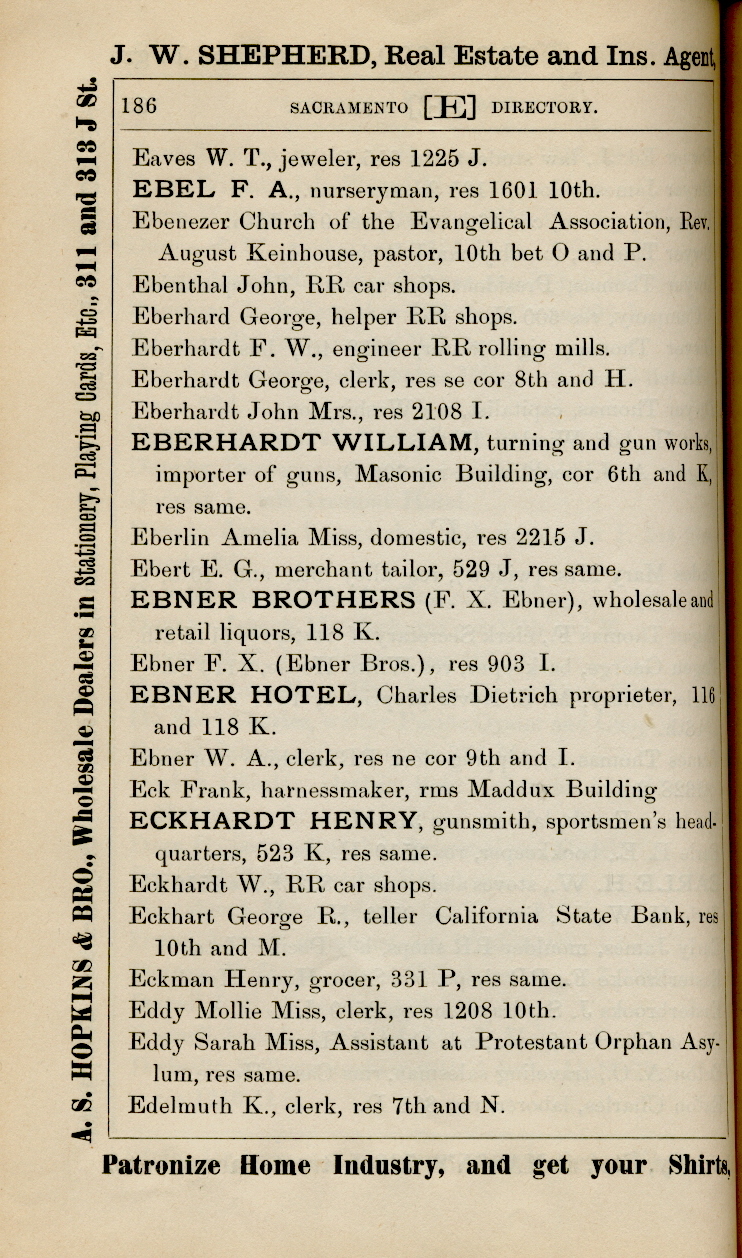 J. W. SHEPHERD, Real Estate and Ins. Agent,
186 SACRAMENTO [E] DIRECTORY.
Eaves W. T., jeweler, res 1225 J.
EBEL F. A., nurseryman, res 1601 10th.
Ebenezer Church of the Evangelical Association, Rev.
August Keinhouse, pastor, 10th bet O and P.
Ebenthal John, RR car shops.
Eberhard George, helper RR shops.
Eberhardt F. W., engineer RR rolling mills.
Eberhardt George, clerk, res se cor 8th and H.
Eberhardt John Mrs., res 2108 I.
EBERHARDT WILLIAM, turning and gun works,
importer of guns, Masonic Building, cor 6th and K,
res same.
Eberlin Amelia Miss, domestic, res 2215 J.
Ebert E. G., merchant tailor, 529 J, res same.
EBNER BROTHERS (F. X. Ebner), wholesale and
retail liquors, 118 K.
Ebner F. X. (Ebner Bros.), res 903 I.
EBNER HOTEL, Charles Dietrich proprieter, 116
and 118 K.
Ebner W. A., clerk, res ne cor 9th and I.
Eck Frank, harnessmaker, rms Maddux Building
ECKHARDT HENRY, gunsmith, sportsmen's head-
quarters, 523 K, res same.
Eckhardt W., RR car shops.
Eckhart George R., teller California State Bank, res
10th and M.
Eckman Henry, grocer, 331 P, res same.
Eddy Mollie Miss, clerk, res 1208 10th.
Eddy Sarah Miss, Assistant at Protestant Orphan Asy-
lum, res same.
Edelmuth K., clerk, res 7th and N.
Patronize Home Industry, and get your Shirts,
A. S. HOPKINS & BRO., Wholesale Dealers in Stationery, Playing Cards, Etc., 311 and 313 J St.